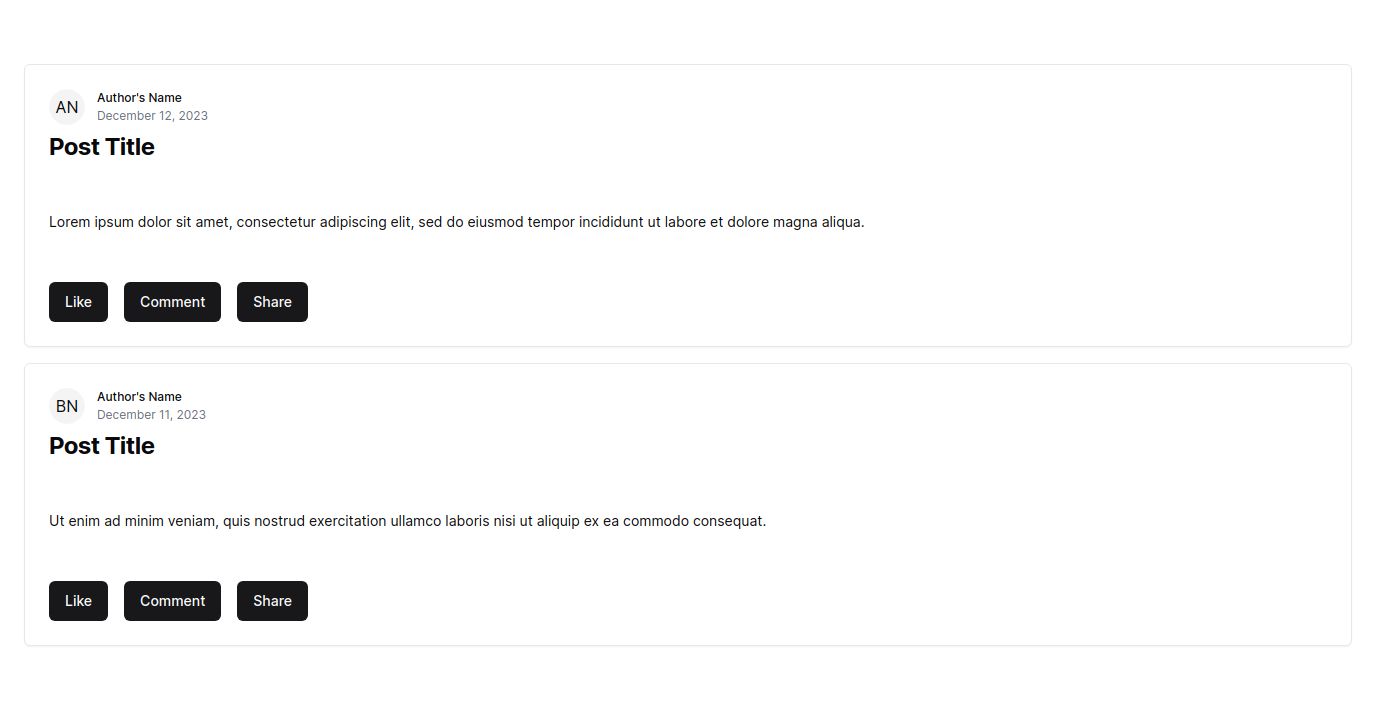 AN
Author's Name
December 12, 2023
Post Title
Lorem ipsum dolor sit amet, consectetur adipiscing elit, sed do eiusmod tempor incididunt ut labore et dolore magna aliqua.
Like Comment Share
BN
Author's Name
December 11, 2023
Post Title
Ut enim ad minim veniam, quis nostrud exercitation ullamco laboris nisi ut aliquip ex ea commodo consequat.
Like Comment Share